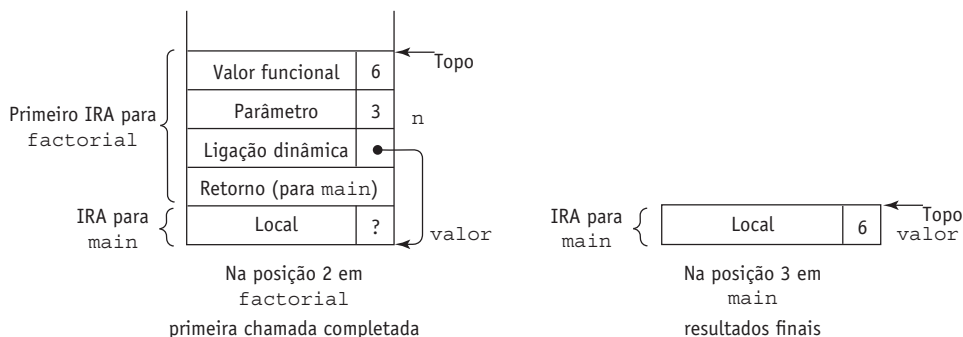 Topo
Valor funcional 6
Primeiro IRA para
factorial
Parâmetro 3 n
Ligação dinâmica
Retorno (para main)
IRA para
main
Local ?
valor
Na posição 2 em
factorial
primeira chamada completada
IRA para
main
Local 6
Topo
valor
Na posição 3 em
main
resultados finais